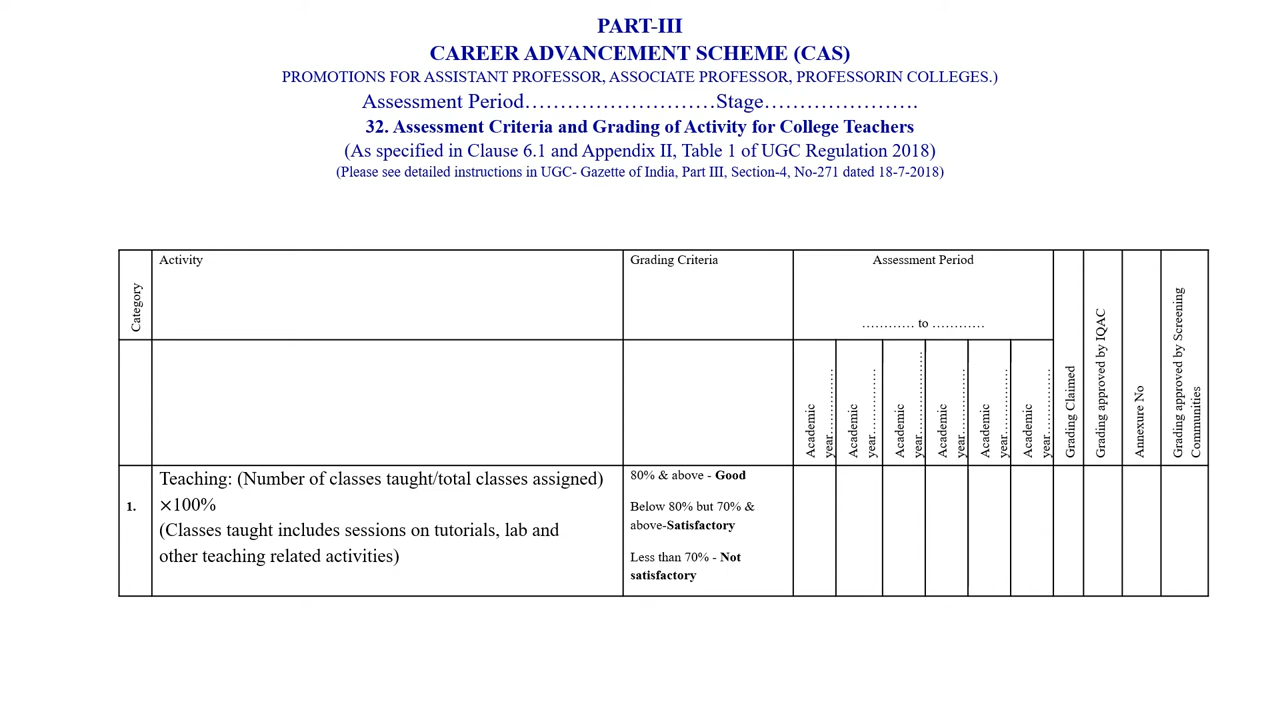 PART-III
CAREER ADVANCEMENT SCHEME (CAS)
PROMOTIONS FOR ASSISTANT PROFESSOR, ASSOCIATE PROFESSOR, PROFESSORIN COLLEGES.)
Assessment Period………………………Stage………………….
32. Assessment Criteria and Grading of Activity for College Teachers
(As specified in Clause 6.1 and Appendix II, Table 1 of UGC Regulation 2018)
(Please see detailed instructions in UGC- Gazette of India, Part III, Section-4, No-271 dated 18-7-2018)
Category
Activity
Grading Criteria
Assessment Period
………… to …………
Grading Claimed
Grading approved by IQAC
Annexure No
Grading approved by Screening
Communities
Academic
year……………
Academic
year……………
Academic
year………………
Academic
year……………
Academic
year……………
Academic
year……………
1.
Teaching: (Number of classes taught/total classes assigned)
×100%
(Classes taught includes sessions on tutorials, lab and
other teaching related activities)
80% & above - Good
Below 80% but 70% &
above-Satisfactory
Less than 70% - Not
satisfactory